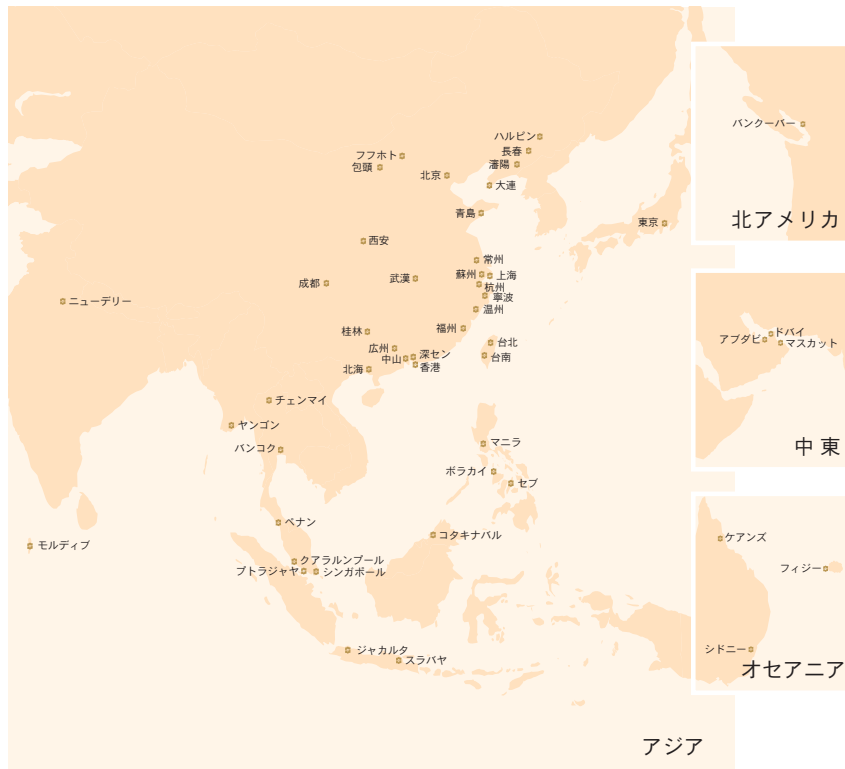 ハルビン
長春
瀋陽
フフホト
包頭
北京
大連
青島
東京
西安
常州
蘇州
上海
杭州
寧波
温州
成都
武漢
ニューデリー
桂林
福州
広州
中山
深セン
香港
北海
台北
台南
チェンマイ
ヤンゴン
バンコク
マニラ
ボラカイ
セブ
ペナン
コタキナバル
モルディブ
クアラルンプール
プトラジャヤ
シンガポール
ジャカルタ
スラバヤ
アジア
バンクーバー
北アメリカ
ドバイ
アブダビ
マスカット
中 東
ケアンズ
フィジー
シドニー
オセアニア